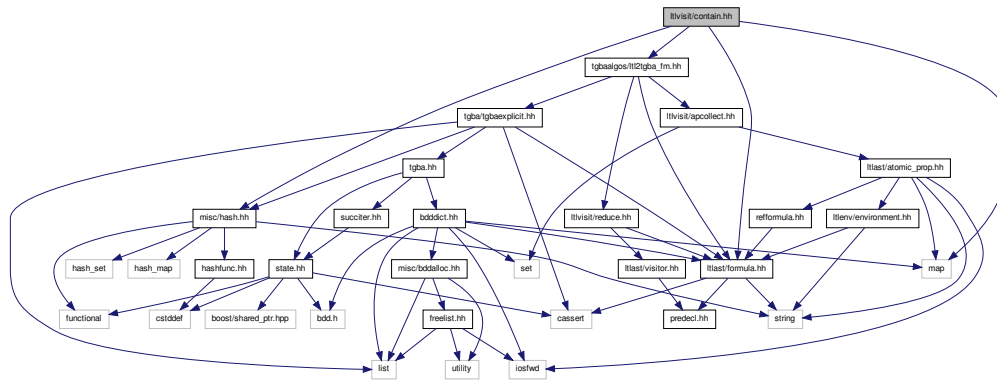 ltlvisit/contain.hh
tgbaalgos/ltl2tgba_fm.hh
tgba/tgbaexplicit.hh
ltlvisit/apcollect.hh
tgba.hh
ltlast/atomic_prop.hh
misc/hash.hh
succiter.hh
bdddict.hh
ltlvisit/reduce.hh
refformula.hh
ltlenv/environment.hh
hash_set
hash_map
hashfunc.hh
state.hh
misc/bddalloc.hh
set
ltlast/visitor.hh
ltlast/formula.hh
map
functional
cstddef
boost/shared_ptr.hpp
bdd.h
freelist.hh
cassert
predecl.hh
string
list
utility
iosfwd